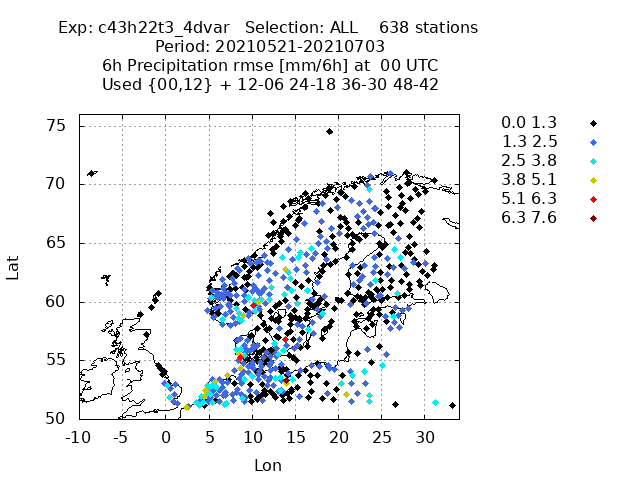 Exp: c43h22t3_4dvar   Selection: ALL    638 stations
Period: 20210521-20210703
6h Precipitation rmse [mm/6h] at  00 UTC
Used {00,12} + 12-06 24-18 36-30 48-42
0.0 1.3
1.3 2.5
2.5 3.8
3.8 5.1
5.1 6.3
6.3 7.6
75
70
65
60
55
50
Lat
-10 -5 0 5 10 15 20 25 30
Lon